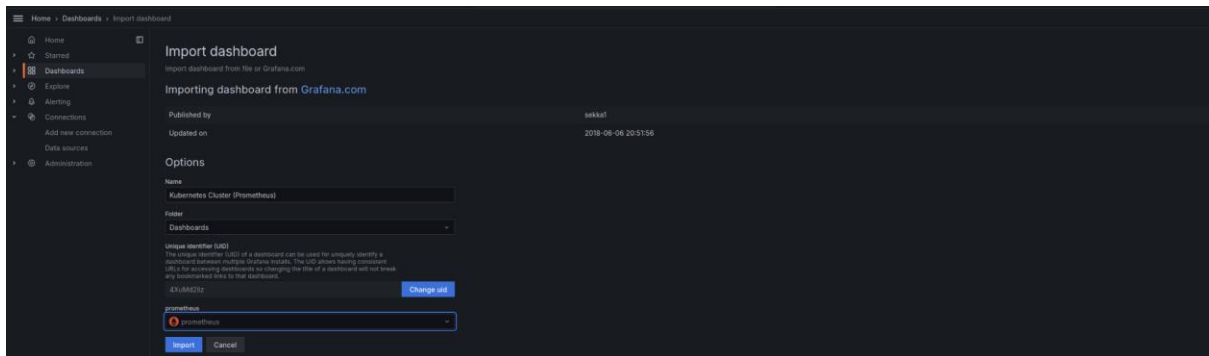 Home › Dashboards › Import dashboard
Home
Starred
Dashboards
Explore
Alerting
Connections
Add new connection
Data sources
Administration
Import dashboard
Import dashboard from file or Grafana.com
Importing dashboard from Grafana.com
Published by sekka1
Updated on 2018-06-06 20:51:56
Options
Name
Kubernetes Cluster (Prometheus)
Folder
Dashboards
Unique identifier (UID)
The unique identifier (UID) of a dashboard can be used for uniquely identify a
dashboard between multiple Grafana installs. The UID allows having consistent
URLs for accessing dashboards so changing the title of a dashboard will not break
any bookmarked links to that dashboard.
Change uid
prometheus
prometheus
Import Cancel